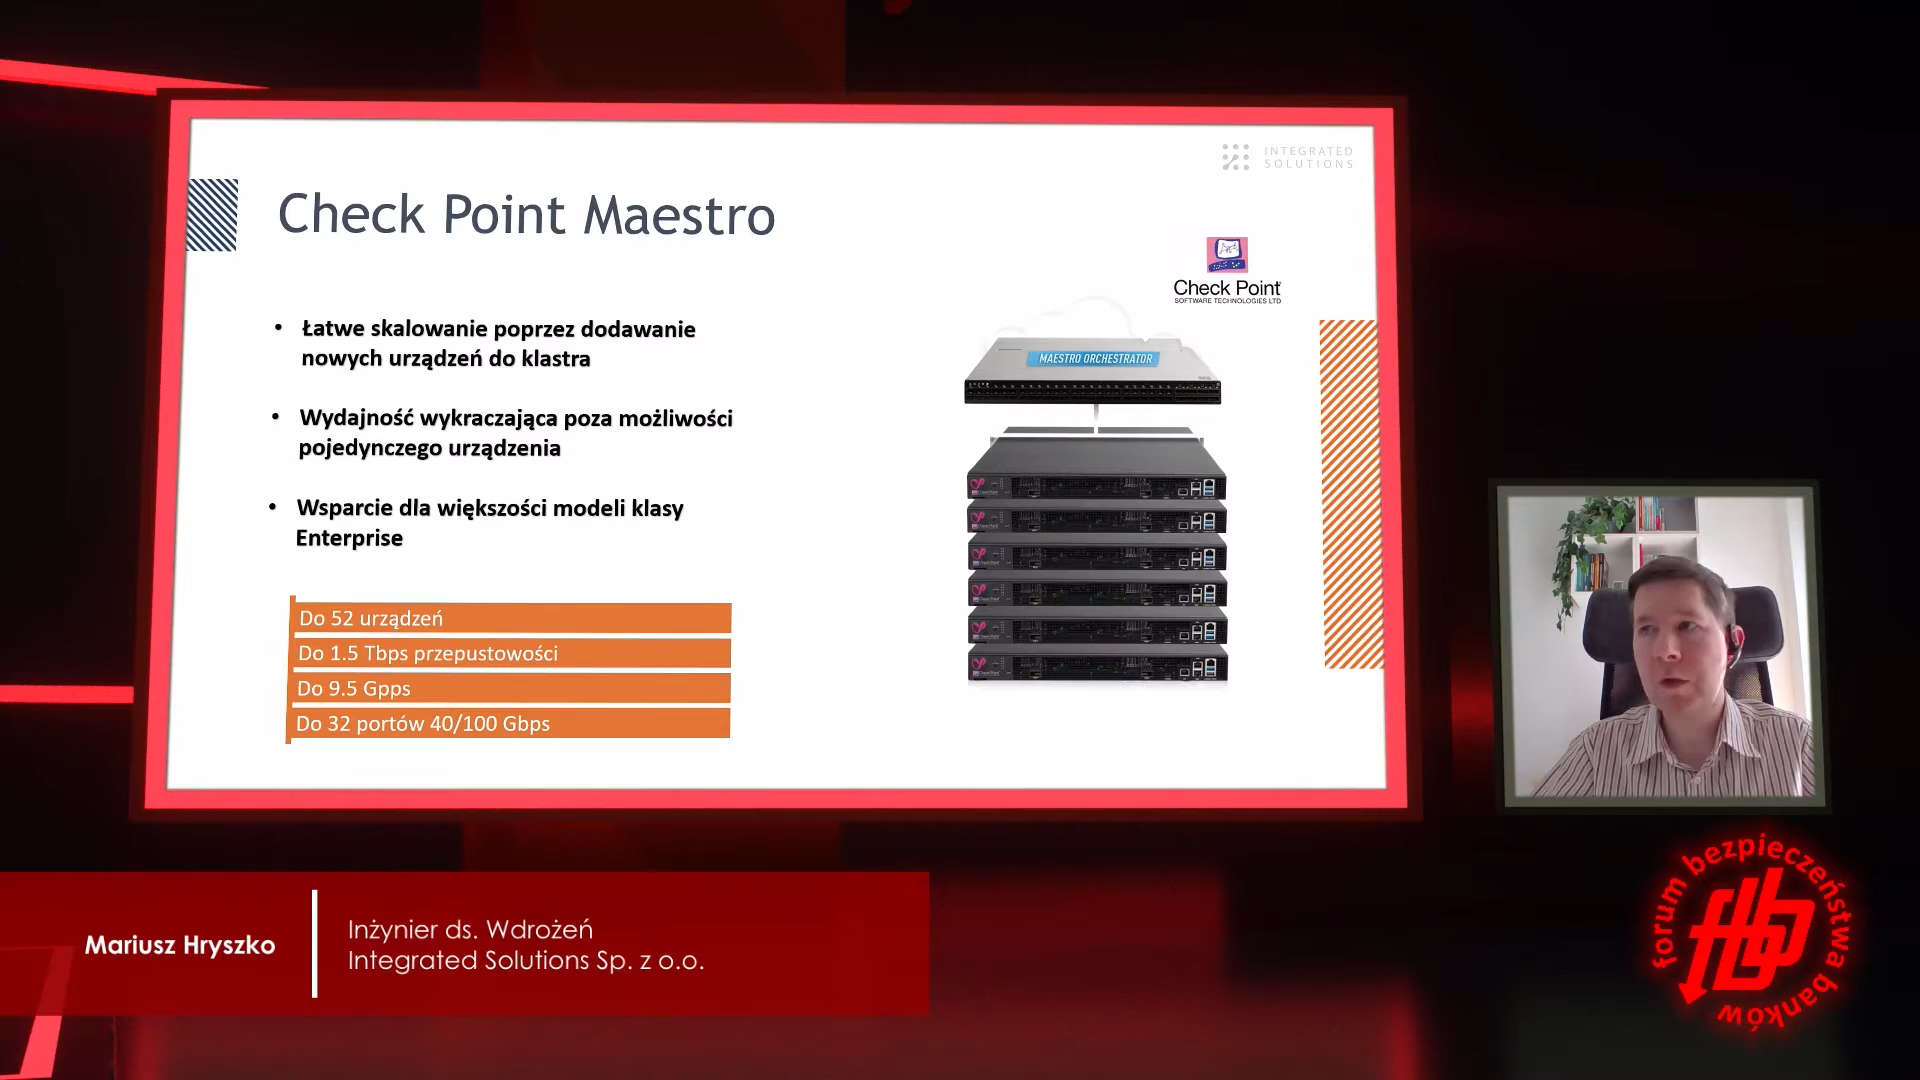 INTEGRATED
SOLUTIONS
Check Point Maestro
Check Point
SOFTWARE TECHNOLOGIES LTD
• Łatwe skalowanie poprzez dodawanie
nowych urządzeń do klastra
• Wydajność wykraczająca poza możliwości
pojedynczego urządzenia
• Wsparcie dla większości modeli klasy
Enterprise
MAESTRO ORCHESTRATOR
Do 52 urządzeń
Do 1.5 Tbps przepustowości
Do 9.5 Gpps
Do 32 portów 40/100 Gbps
Mariusz Hryszko
Inżynier ds. Wdrożeń
Integrated Solutions Sp. z o.o.
forum bezpieczeństwa banków
fbb